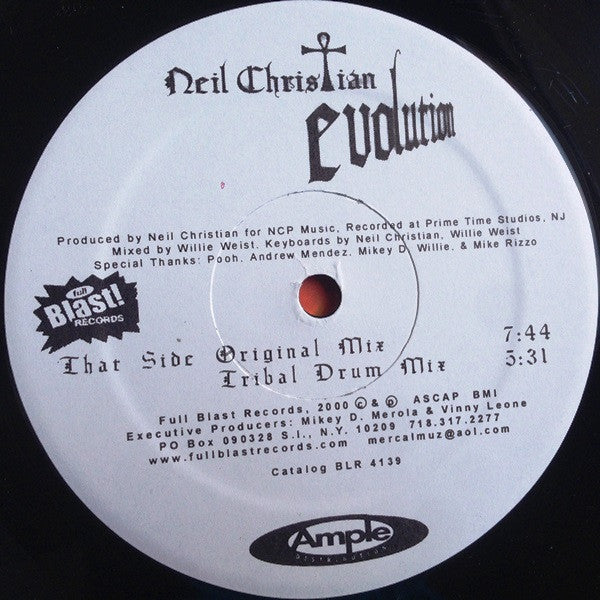 Neil Christian
evolution
Produced by Neil Christian for NCP Music. Recorded at Prime Time Studios, NJ
Mixed by Willie Weist. Keyboards by Neil Christian, Willie Weist
Special Thanks: Pooh, Andrew Mendez, Mikey D, Willie, & Mike Rizzo
full
Blast!
RECORDS
That Side Original Mix 7:44
Tribal Drum Mix 5:31
Full Blast Records, 2000 © & ℗ ASCAP BMI
Executive Producers: Mikey D. Merola & Vinny Leone
PO Box 090328 S.I., N.Y. 10209 718.317.2277
www.fullblastrecords.com mercalmuz@aol.com
Catalog BLR 4139
Ample
DISTRIBUTION